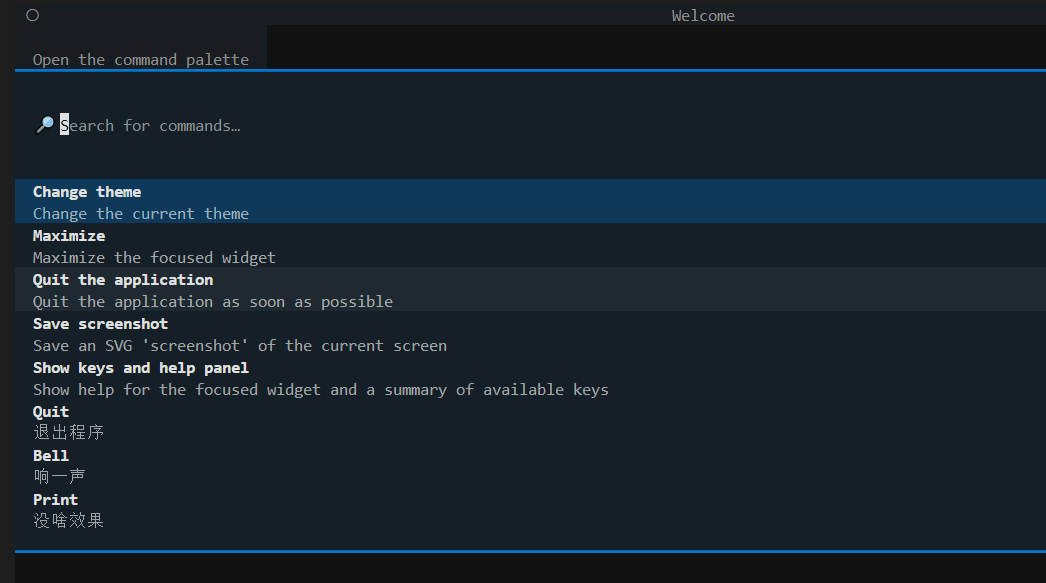 Welcome
Open the command palette
Search for commands…
Change theme
Change the current theme
Maximize
Maximize the focused widget
Quit the application
Quit the application as soon as possible
Save screenshot
Save an SVG 'screenshot' of the current screen
Show keys and help panel
Show help for the focused widget and a summary of available keys
Quit
退出程序
Bell
响一声
Print
没啥效果